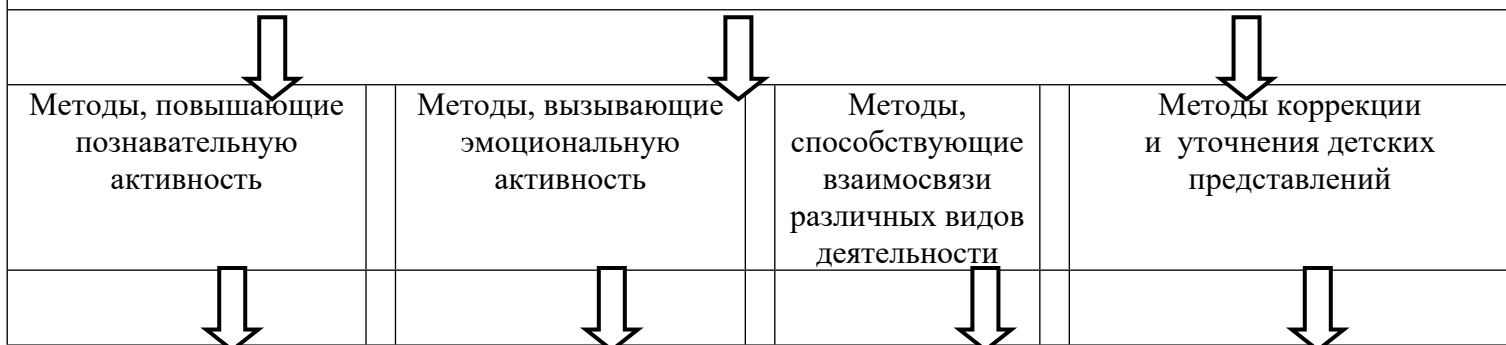 Методы, повышающие
познавательную
активность
Методы, вызывающие
эмоциональную
активность
Методы,
способствующие
взаимосвязи
различных видов
деятельности
Методы коррекции
и уточнения детских
представлений